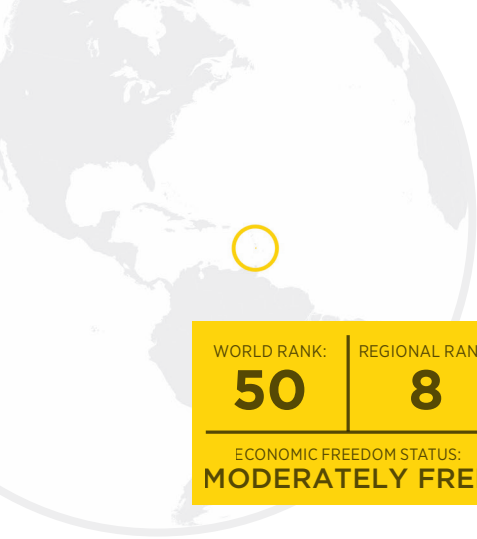 WORLD RANK:
50
REGIONAL RAN
8
ECONOMIC FREEDOM STATUS:
MODERATELY FRE